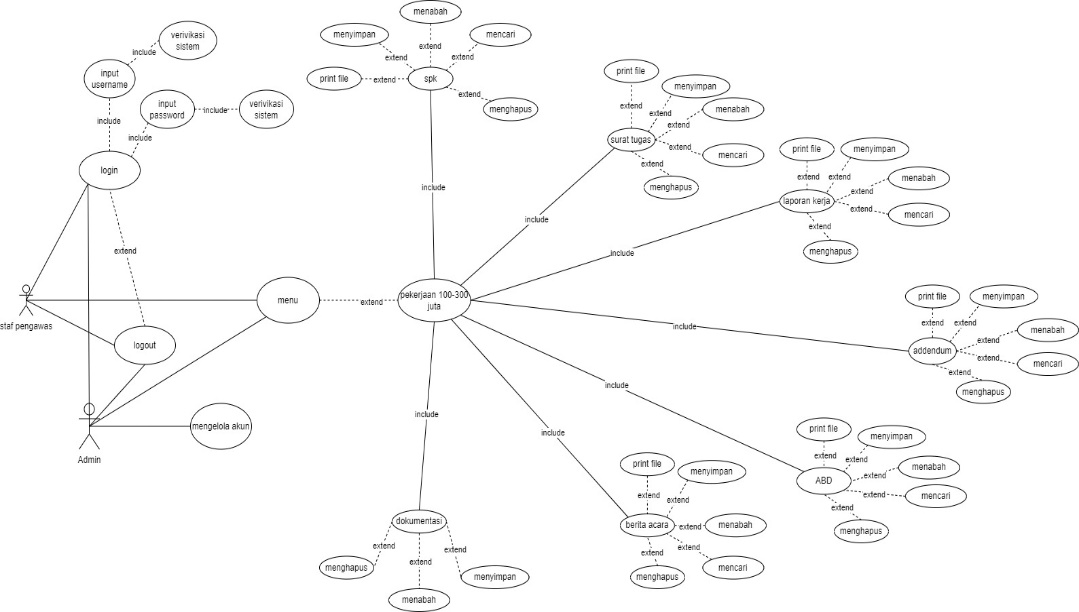 verivikasi
sistem
include
input
username
input
password
include
verivikasi
sistem
include
include
login
extend
staf pengawas
menu
extend
logout
Admin
mengelola akun
menabah
menyimpan
mencari
extend
extend
extend
print file
extend
spk
extend
menghapus
include
print file
menyimpan
menabah
extend
extend
extend
surat tugas
extend
mencari
extend
menghapus
include
print file
menyimpan
extend
extend
menabah
extend
laporan kerja
extend
mencari
extend
menghapus
include
pekerjaan 100-300
juta
print file
menyimpan
extend
extend
menabah
extend
addendum
extend
mencari
extend
menghapus
include
print file
menyimpan
extend
extend
menabah
extend
ABD
extend
mencari
menghapus
extend
include
print file
menyimpan
extend
extend
berita acara
extend
menabah
extend
extend
menghapus
mencari
include
dokumentasi
extend
extend
extend
menghapus
menabah
menyimpan
include